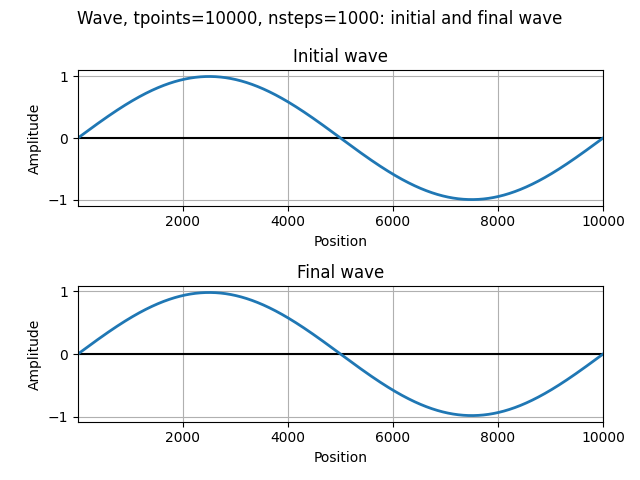 Wave, tpoints=10000, nsteps=1000: initial and final wave
Initial wave
1
0
−1
Amplitude
2000 4000 6000 8000 10000
Position
Final wave
1
0
−1
Amplitude
2000 4000 6000 8000 10000
Position